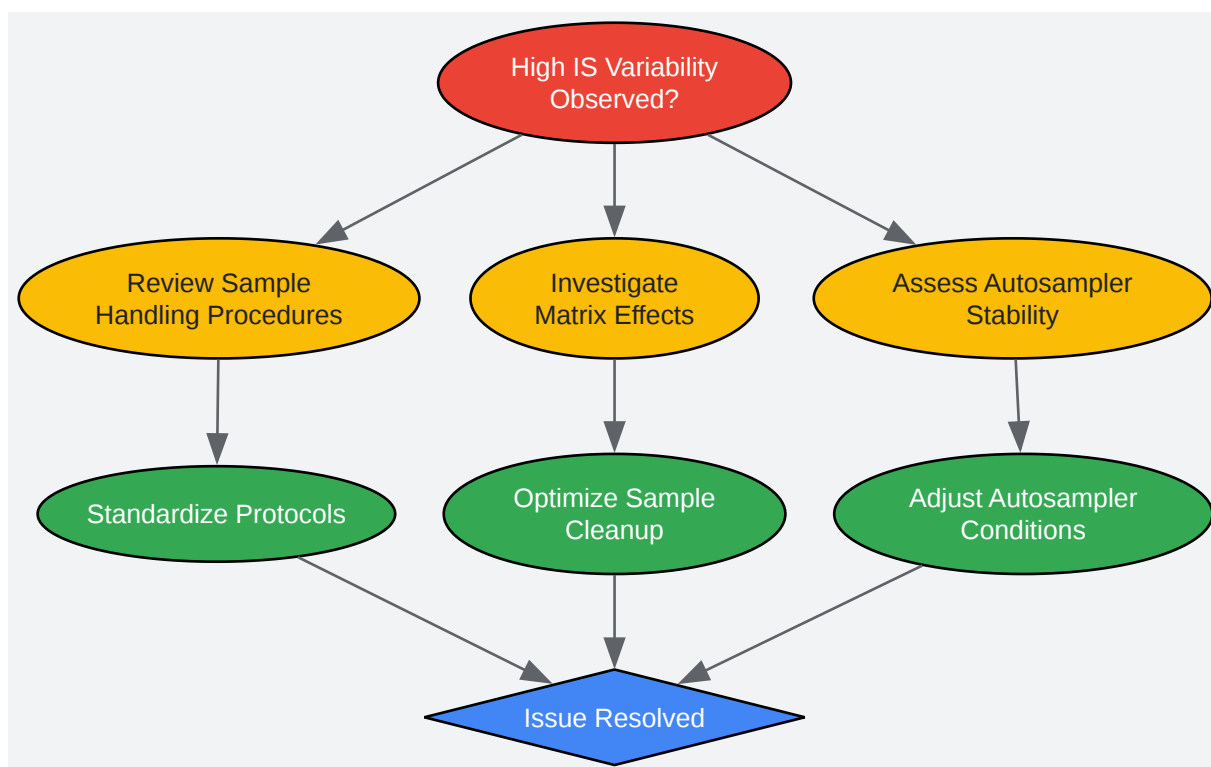 High IS Variability
Observed?
Review Sample
Handling Procedures
Investigate
Matrix Effects
Assess Autosampler
Stability
Standardize Protocols
Optimize Sample
Cleanup
Adjust Autosampler
Conditions
Issue Resolved